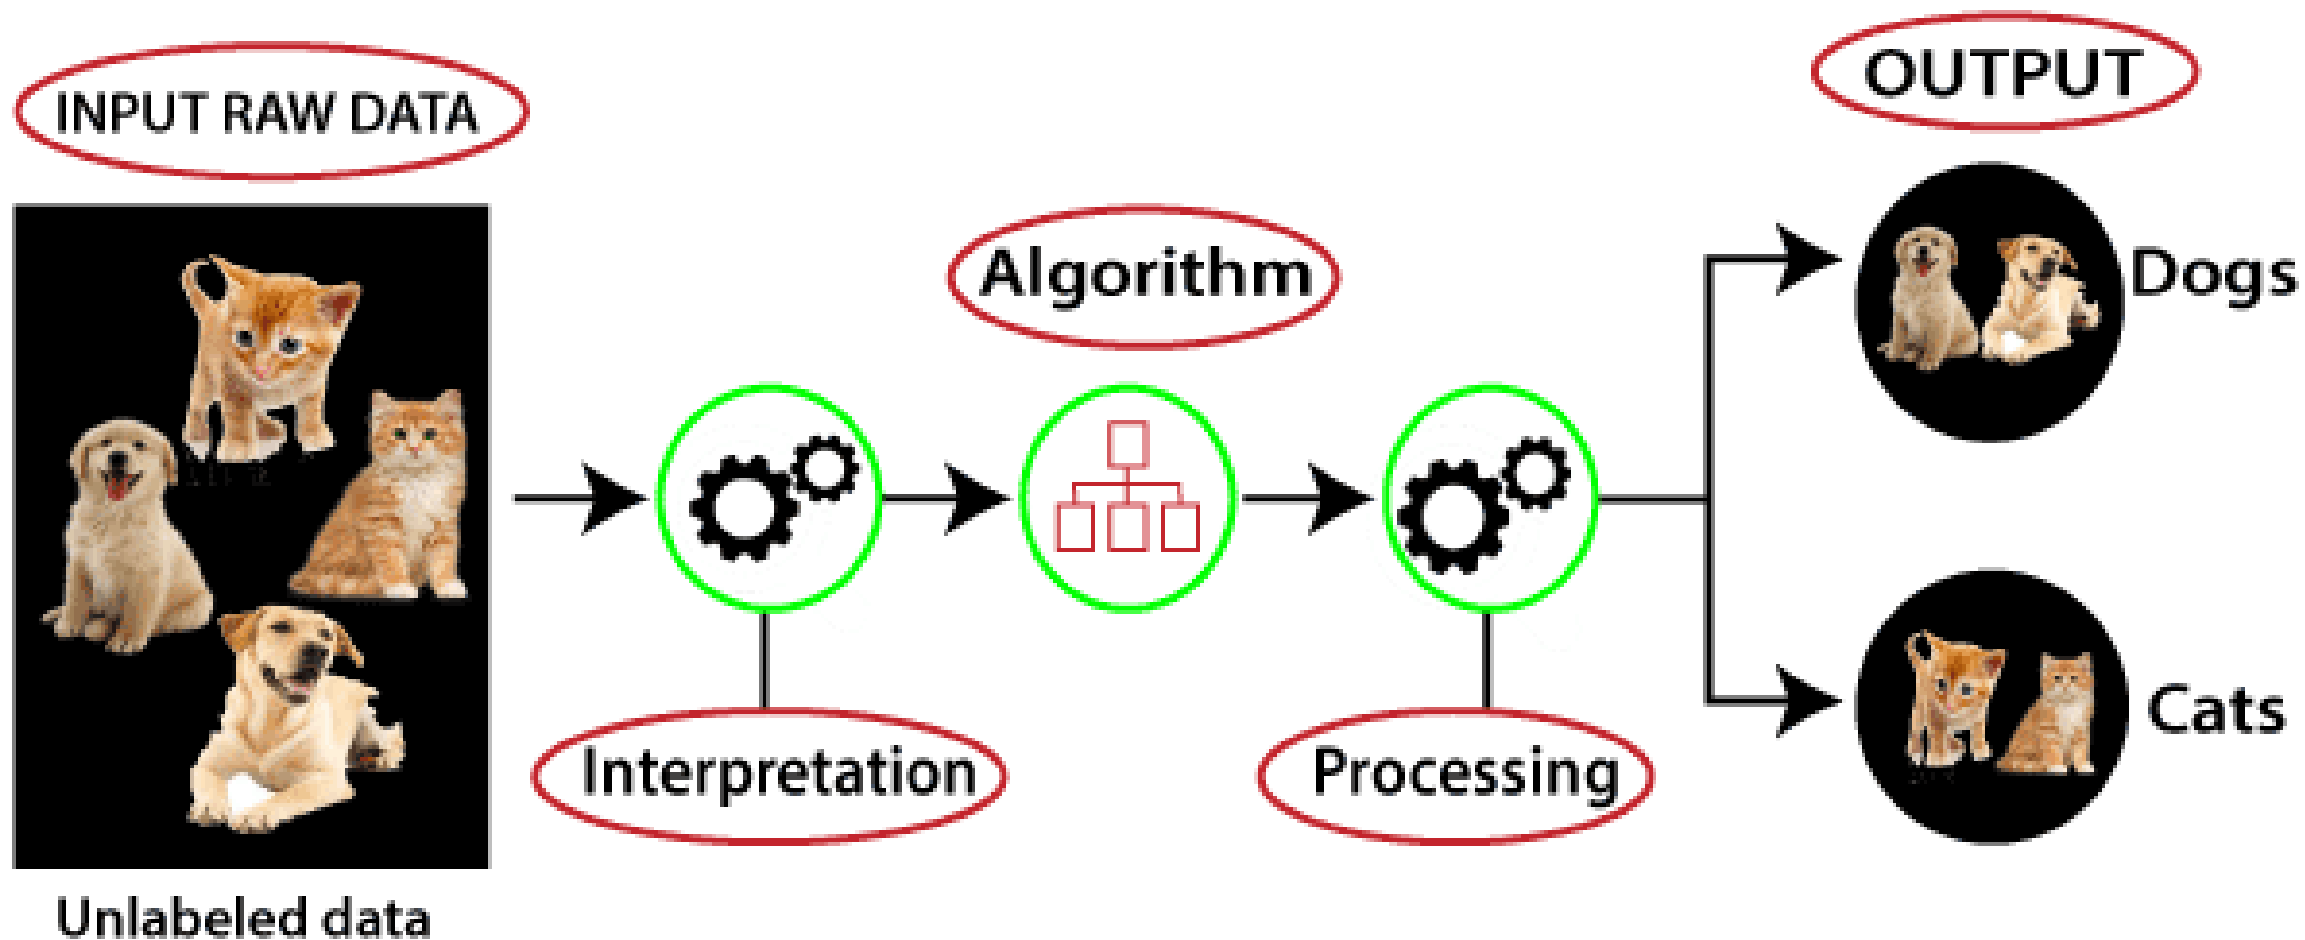 INPUT RAW DATA
OUTPUT
Algorithm
Dogs
Interpretation
Processing
Cats
Unlabeled data